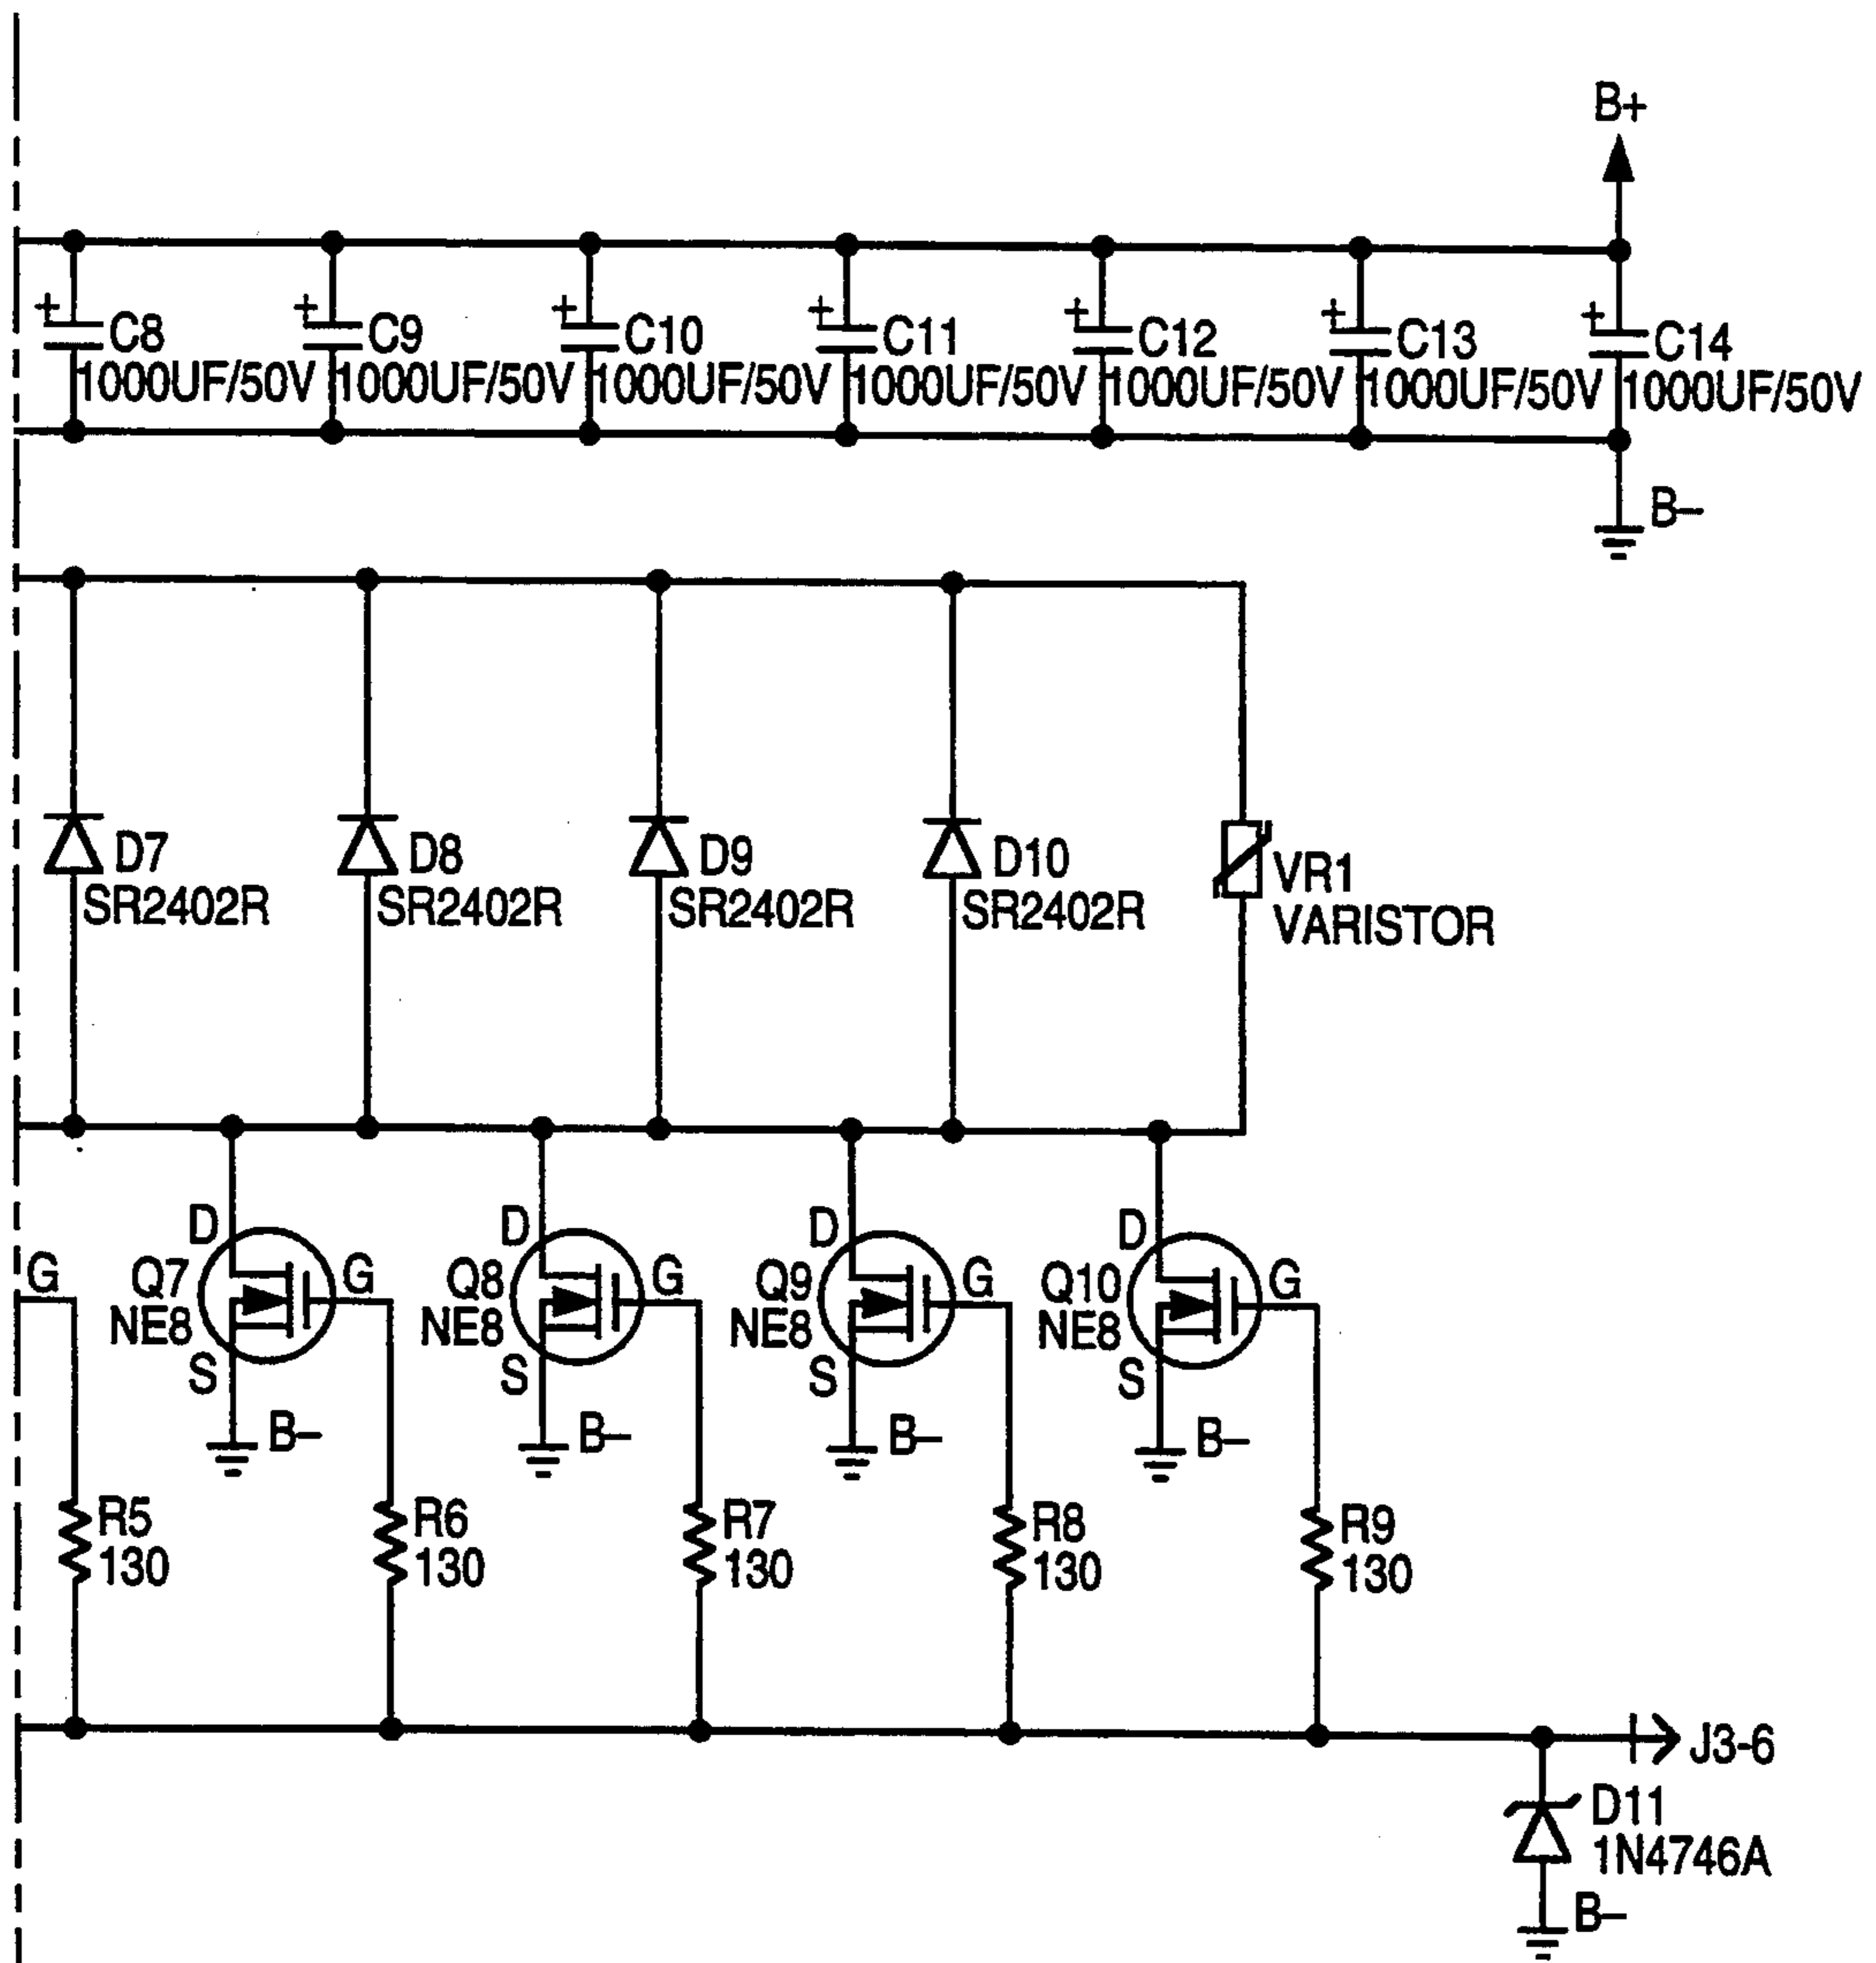 B+
+ + + + + + +
C8 C9 C10 C11 C12 C13 C14
1000UF/50V 1000UF/50V 1000UF/50V 1000UF/50V 1000UF/50V 1000UF/50V 1000UF/50V
B–
D7 D8 D9 D10 VR1
SR2402R SR2402R SR2402R SR2402R VARISTOR
D D D D
G Q7 G Q8 G Q9 G Q10 G
NE8 NE8 NE8 NE8
S S S S
B– B– B– B–
R5 R6 R7 R8 R9
130 130 130 130 130
J3-6
D11
1N4746A
B–